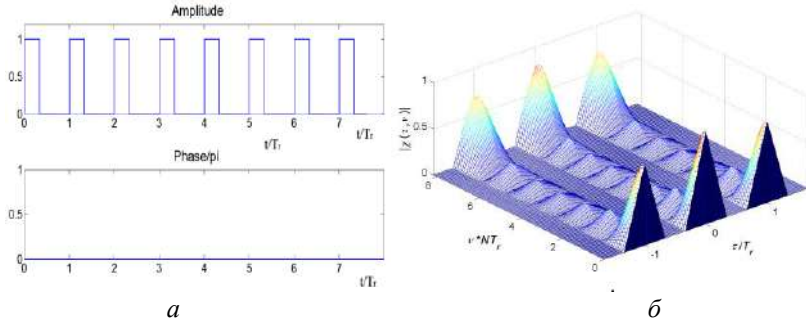 Amplitude
1
0.5
0
0 1 2 3 4 5 6 7
t/Tr t/Tr
Phase/pi
1
0.5
0
0 1 2 3 4 5 6 7
t/Tr
а
1
0.5
0
|χ(τ,ν)|
8
6
4
2
0
ν*NTr
-1
0
1
τ/Tr
б